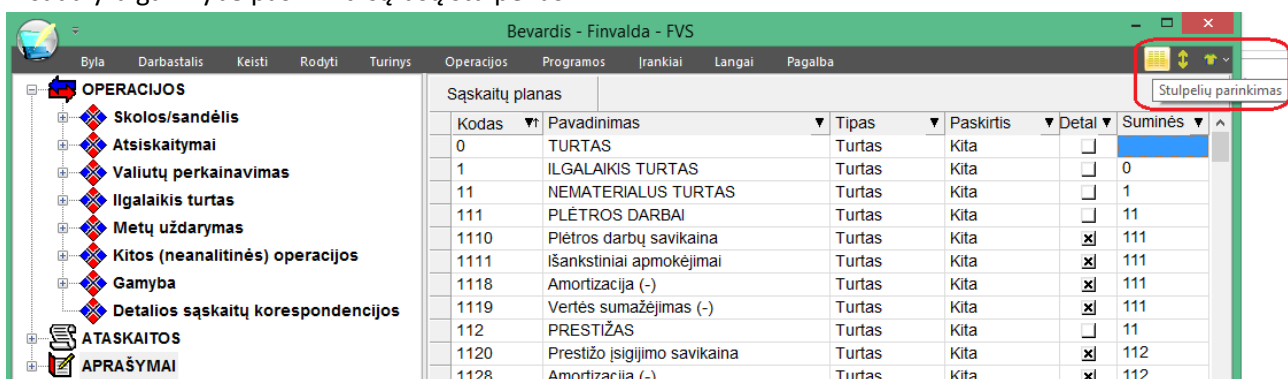 Bevardis - Finvalda - FVS
Byla Darbastalis Keisti Rodyti Turinys Operacijos Programos Įrankiai Langai Pagalba
Stulpelių parinkimas
OPERACIJOS
Skolos/sandėlis
Atsiskaitymai
Valiutų perkainavimas
Ilgalaikis turtas
Metų uždarymas
Kitos (neanalitinės) operacijos
Gamyba
Detalios sąskaitų korespondencijos
ATASKAITOS
APRAŠYMAI
Sąskaitų planas
Kodas Pavadinimas Tipas Paskirtis Detal Suminės
0 TURTAS Turtas Kita
1 ILGALAIKIS TURTAS Turtas Kita 0
11 NEMATERIALUS TURTAS Turtas Kita 1
111 PLĖTROS DARBAI Turtas Kita 11
1110 Plėtros darbų savikaina Turtas Kita 111
1111 Išankstiniai apmokėjimai Turtas Kita 111
1118 Amortizacija (-) Turtas Kita 111
1119 Vertės sumažėjimas (-) Turtas Kita 111
112 PRESTIŽAS Turtas Kita 11
1120 Prestižo įsigijimo savikaina Turtas Kita 112
1128 Amortizacija (-) Turtas Kita 112